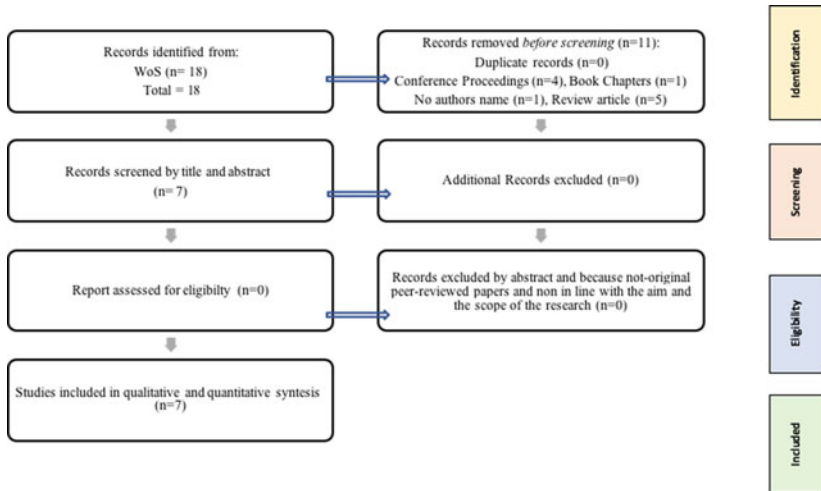 Records identified from:
WoS (n= 18)
Total = 18
Records removed before screening (n=11):
Duplicate records (n=0)
Conference Proceedings (n=4), Book Chapters (n=1)
No authors name (n=1), Review article (n=5)
Identification
Records screened by title and abstract
(n= 7)
Additional Records excluded (n=0)
Screening
Report assessed for eligibilty (n=0)
Records excluded by abstract and because not-original
peer-reviewed papers and non in line with the aim and
the scope of the research (n=0)
Eligibility
Studies included in qualitative and quantitative syntesis
(n=7)
Included